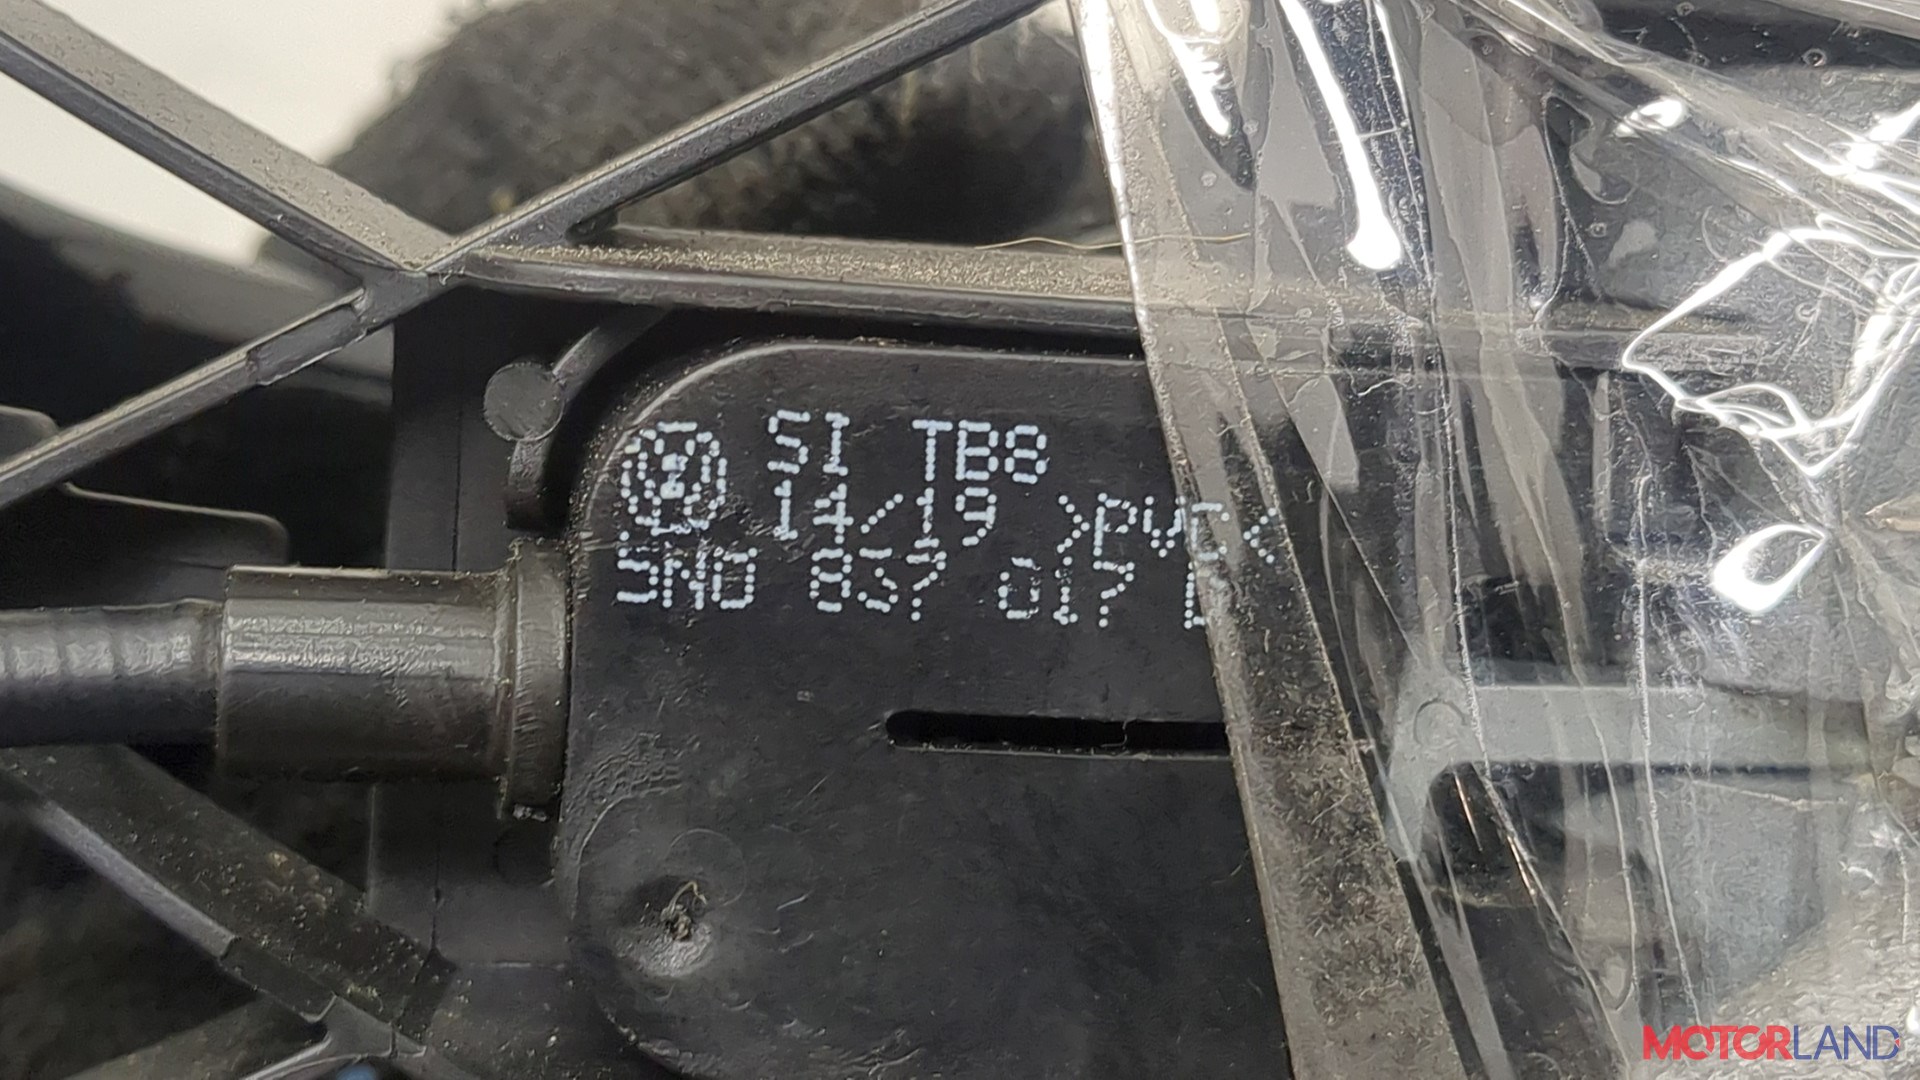 SI TB8
14/19 >PVC<
5N0 837 017
MOTORLAND